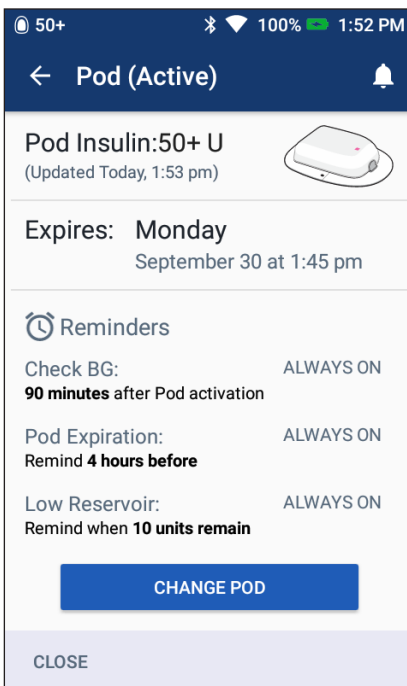 50+ 100% 1:52 PM
Pod (Active)
Pod Insulin:50+ U
(Updated Today, 1:53 pm)
Expires: Monday
September 30 at 1:45 pm
Reminders
Check BG: ALWAYS ON
90 minutes after Pod activation
Pod Expiration: ALWAYS ON
Remind 4 hours before
Low Reservoir: ALWAYS ON
Remind when 10 units remain
CHANGE POD
CLOSE